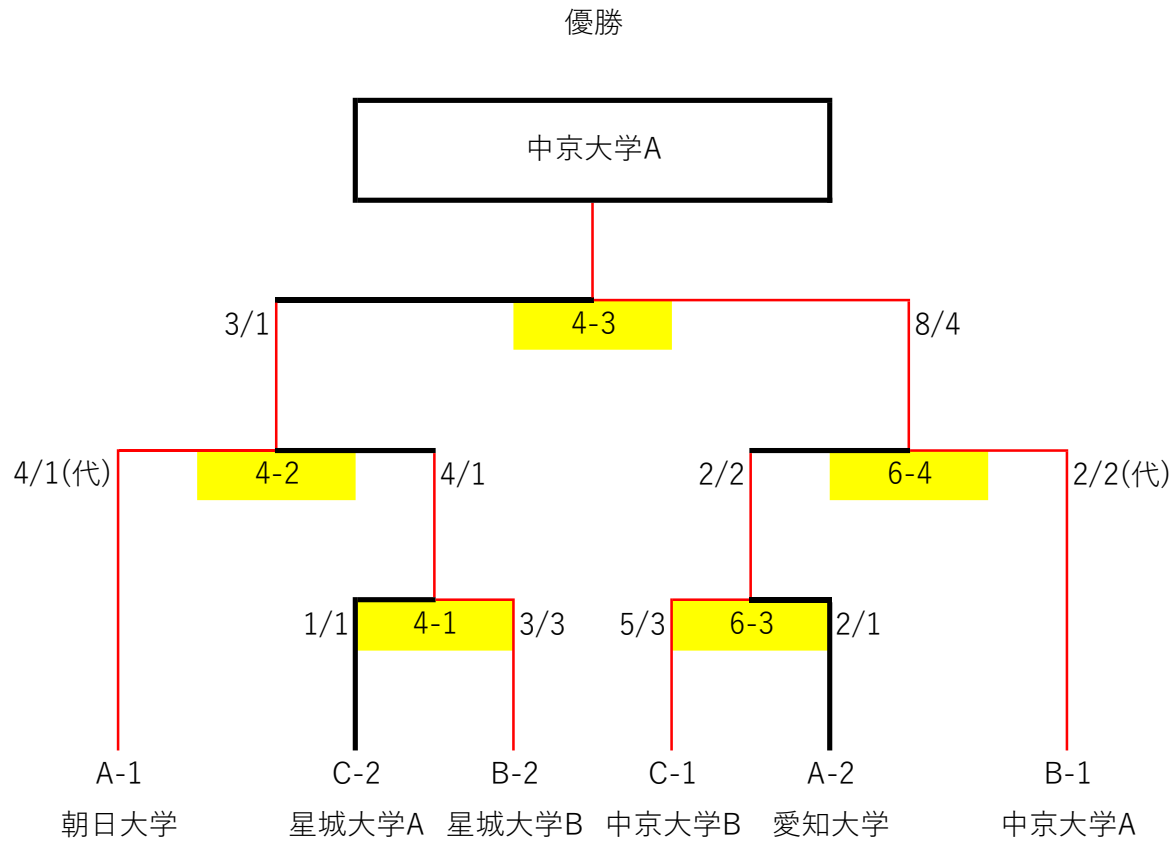 優勝
中京大学A
3/1 4-3 8/4
4/1(代) 4-2 4/1 2/2 6-4 2/2(代)
1/1 4-1 3/3 5/3 6-3 2/1
A-1 C-2 B-2 C-1 A-2 B-1
朝日大学 星城大学A 星城大学B 中京大学B 愛知大学 中京大学A